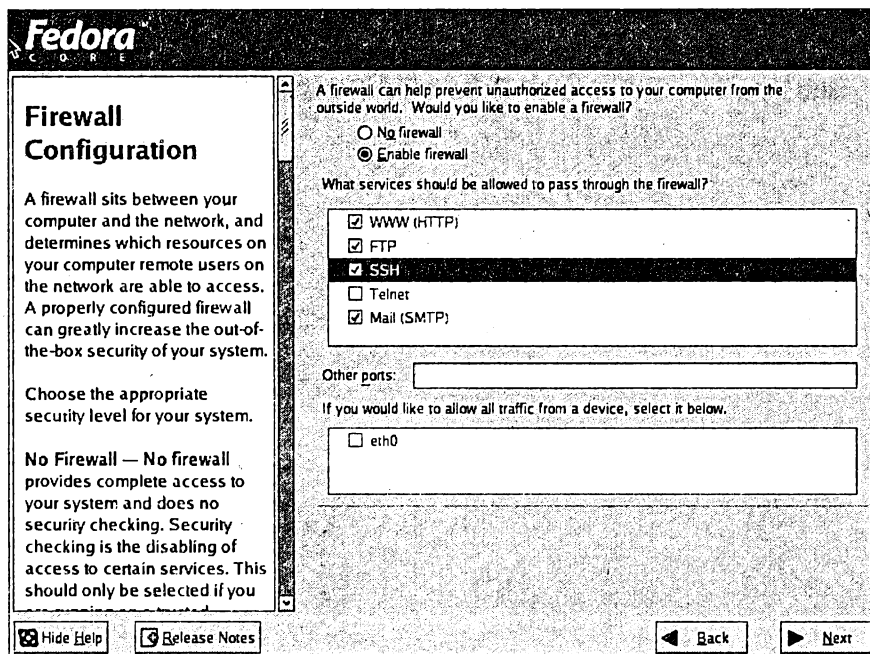 Fedora™
CORE
Firewall
Configuration
A firewall sits between your
computer and the network, and
determines which resources on
your computer remote users on
the network are able to access.
A properly configured firewall
can greatly increase the out-of-
the-box security of your system.
Choose the appropriate
security level for your system.
No Firewall — No firewall
provides complete access to
your system and does no
security checking. Security
checking is the disabling of
access to certain services. This
should only be selected if you
A firewall can help prevent unauthorized access to your computer from the
outside world. Would you like to enable a firewall?
No firewall
Enable firewall
What services should be allowed to pass through the firewall?
WWW (HTTP)
FTP
SSH
Telnet
Mail (SMTP)
Other ports:
If you would like to allow all traffic from a device, select it below.
eth0
Hide Help
Release Notes
Back
Next